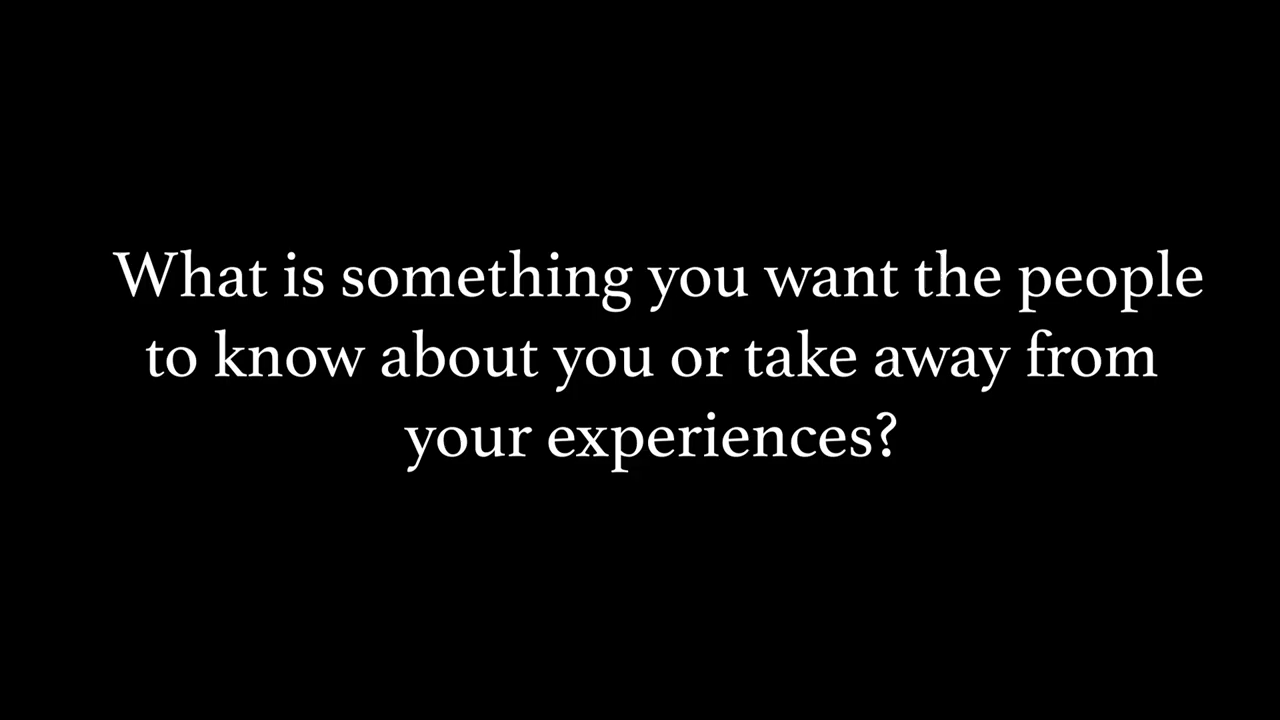 What is something you want the people
to know about you or take away from
your experiences?